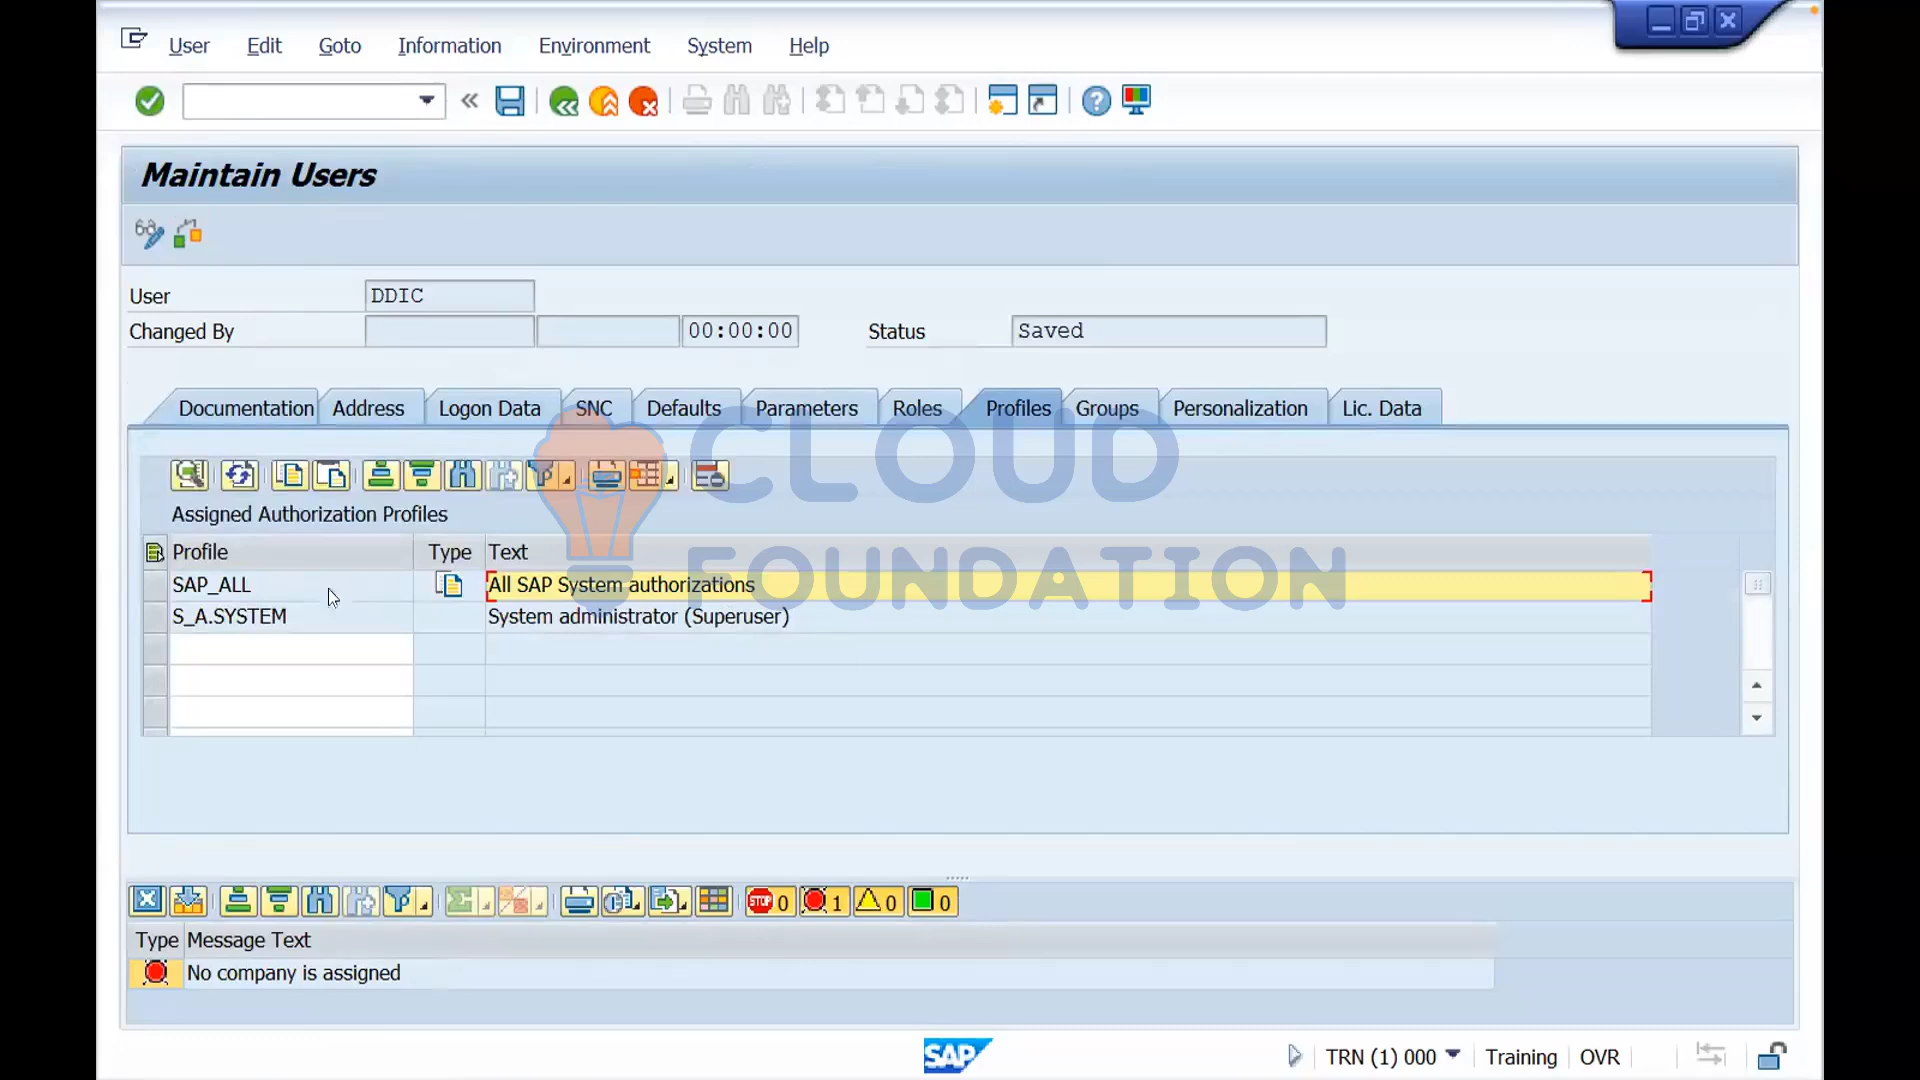 User Edit Goto Information Environment System Help
Maintain Users
User DDIC
Changed By 00:00:00 Status Saved
Documentation Address Logon Data SNC Defaults Parameters Roles Profiles Groups Personalization Lic. Data
CLOUD
FOUNDATION
Assigned Authorization Profiles
Profile Type Text
SAP_ALL All SAP System authorizations
S_A.SYSTEM System administrator (Superuser)
STOP 0 1 0 0
Type Message Text
No company is assigned
SAP TRN (1) 000 Training OVR